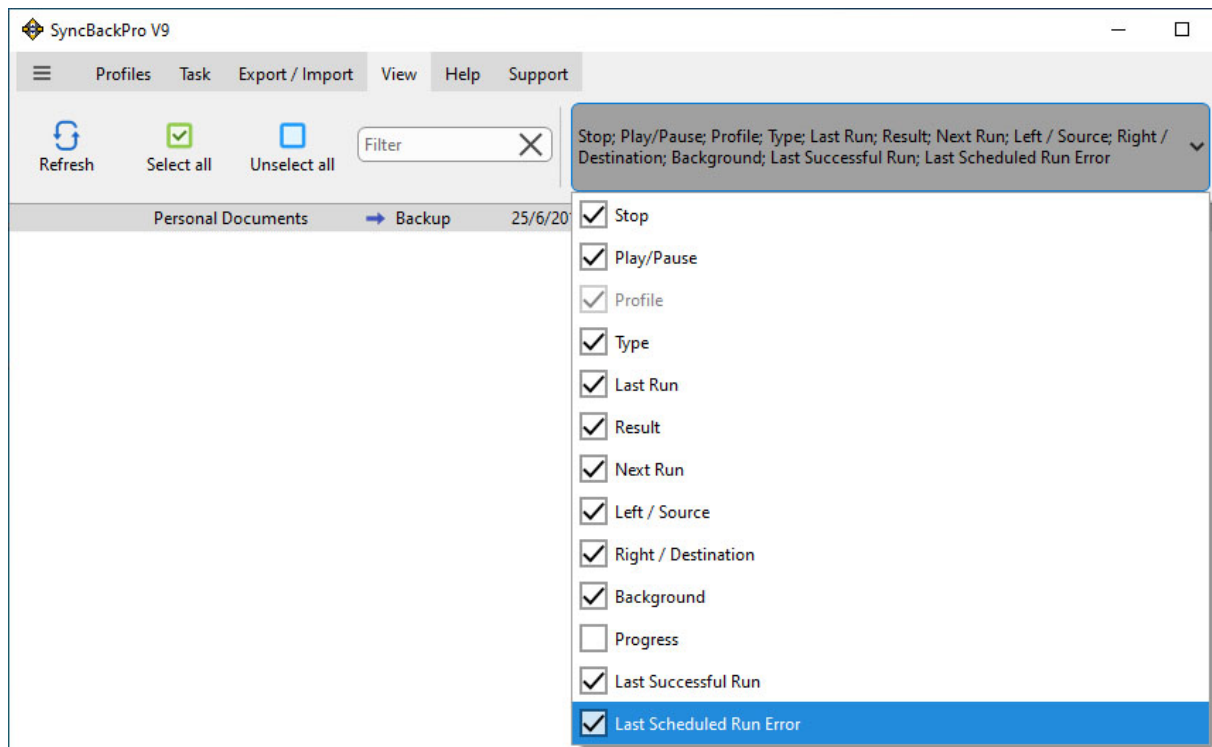 SyncBackPro V9
Profiles Task Export / Import View Help Support
Refresh
Select all
Unselect all
Filter
Stop; Play/Pause; Profile; Type; Last Run; Result; Next Run; Left / Source; Right /
Destination; Background; Last Successful Run; Last Scheduled Run Error
Personal Documents Backup 25/6/20
Stop
Play/Pause
Profile
Type
Last Run
Result
Next Run
Left / Source
Right / Destination
Background
Progress
Last Successful Run
Last Scheduled Run Error